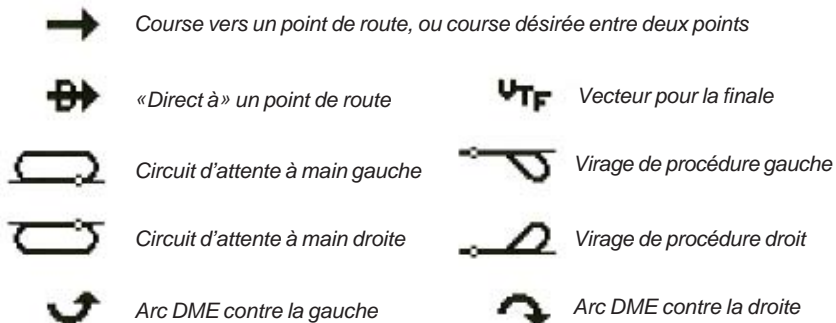 Course vers un point de route, ou course désirée entre deux points
«Direct à» un point de route
VTF Vecteur pour la finale
Circuit d'attente à main gauche
Virage de procédure gauche
Circuit d'attente à main droite
Virage de procédure droit
Arc DME contre la gauche
Arc DME contre la droite